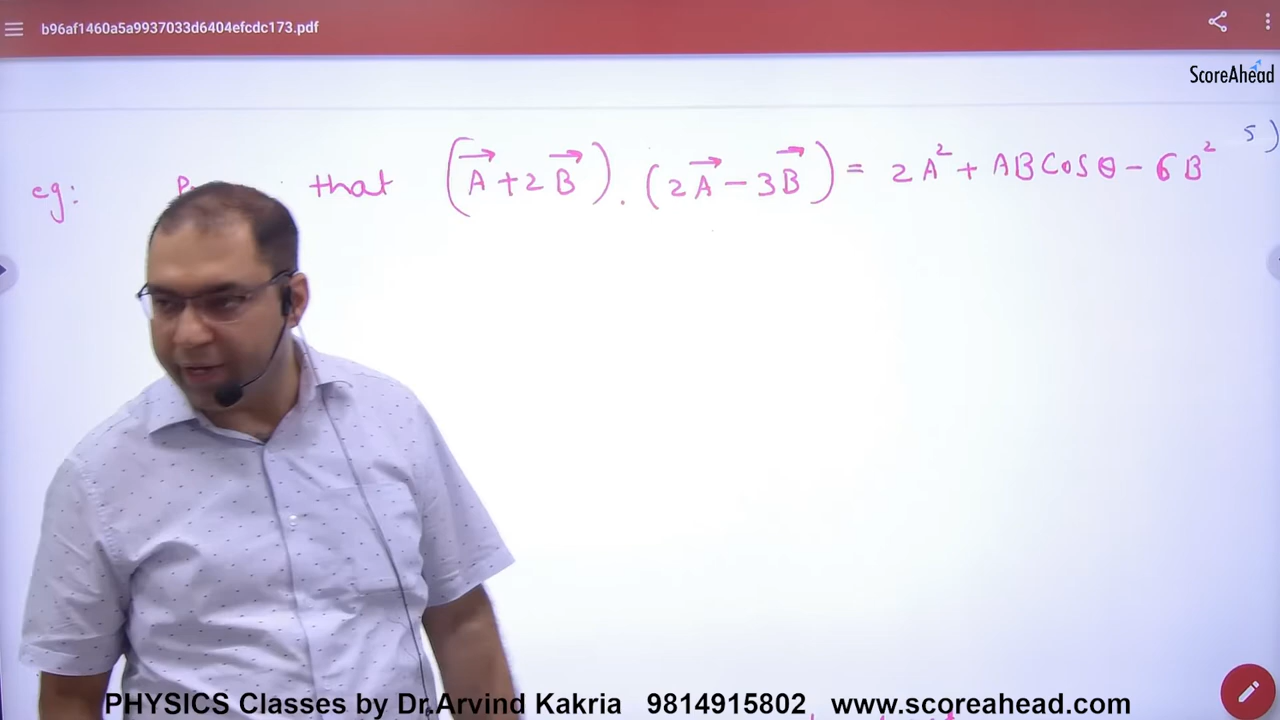 b96af1460a5a9937033d6404efcdc173.pdf
ScoreAhead
5)
eg: that (A⃗ + 2B⃗) . (2A⃗ − 3B⃗) = 2A² + AB Cos θ − 6B²
PHYSICS Classes by Dr.Arvind Kakria 9814915802 www.scoreahead.com